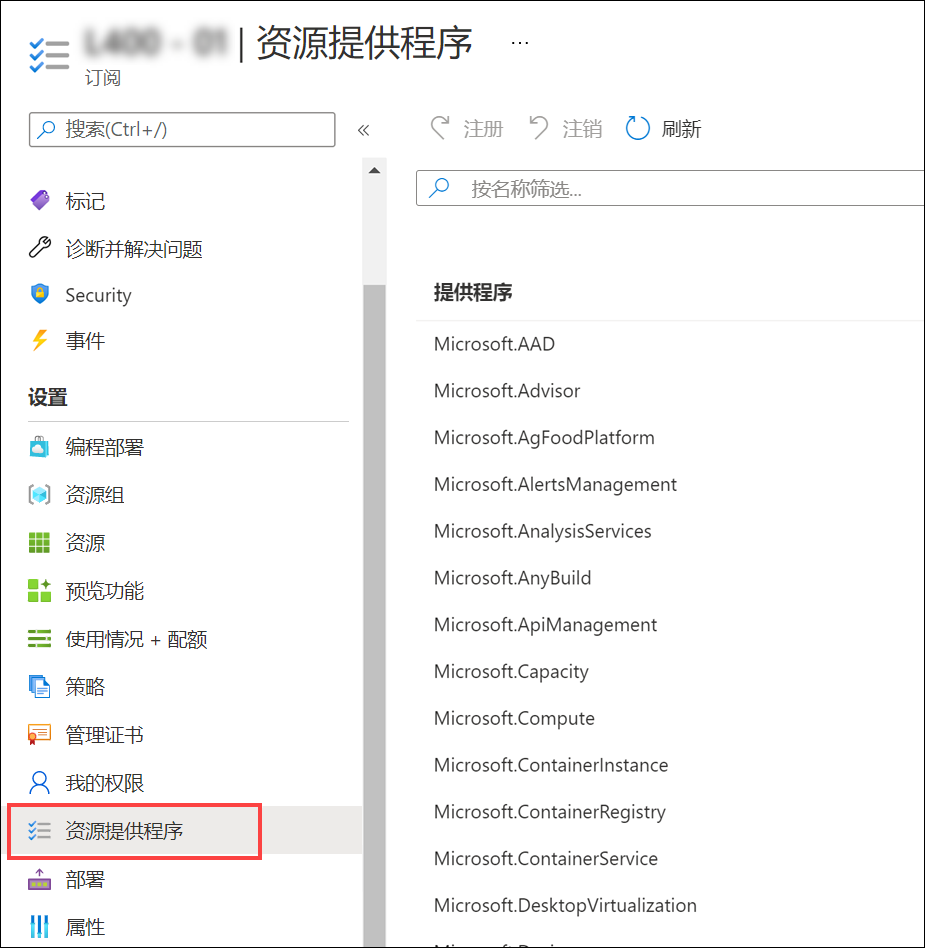 | 资源提供程序 ...
订阅
搜索(Ctrl+/)
«
标记
诊断并解决问题
Security
事件
设置
编程部署
资源组
资源
预览功能
使用情况 + 配额
策略
管理证书
我的权限
资源提供程序
部署
属性
注册 注销 刷新
按名称筛选...
提供程序
Microsoft.AAD
Microsoft.Advisor
Microsoft.AgFoodPlatform
Microsoft.AlertsManagement
Microsoft.AnalysisServices
Microsoft.AnyBuild
Microsoft.ApiManagement
Microsoft.Capacity
Microsoft.Compute
Microsoft.ContainerInstance
Microsoft.ContainerRegistry
Microsoft.ContainerService
Microsoft.DesktopVirtualization